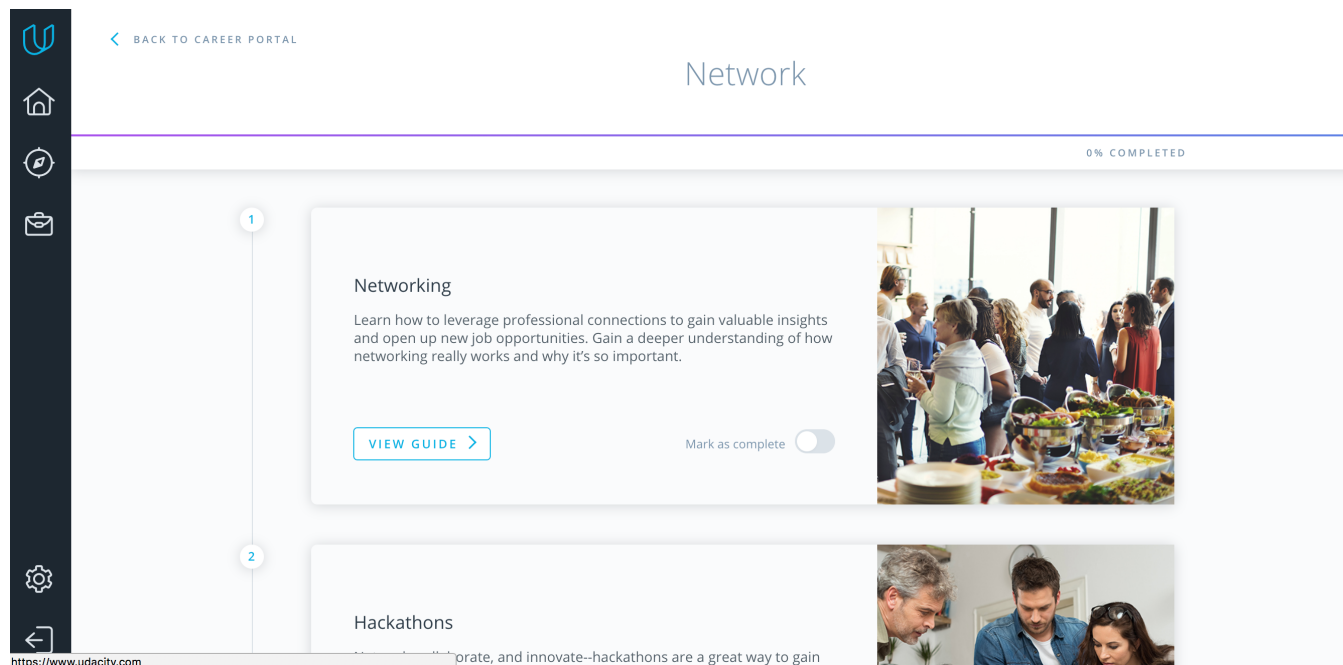 BACK TO CAREER PORTAL
Network
0% COMPLETED
1
Networking
Learn how to leverage professional connections to gain valuable insights
and open up new job opportunities. Gain a deeper understanding of how
networking really works and why it's so important.
VIEW GUIDE
Mark as complete
2
Hackathons
and innovate--hackathons are a great way to gain
https://www.udacity.com